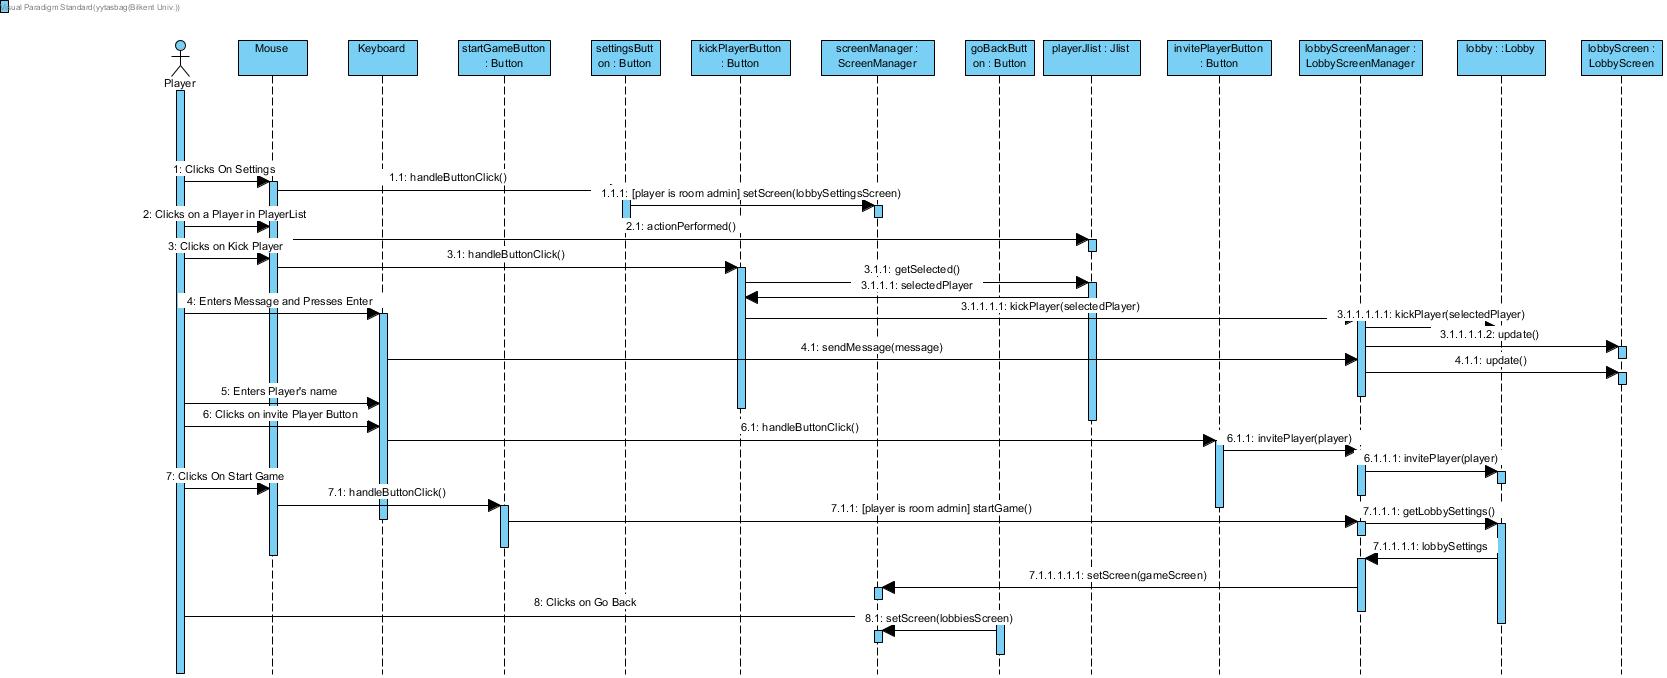 Visual Paradigm Standard(yytasbag(Bilkent Univ.))
Player
Mouse
Keyboard
startGameButton
: Button
settingsButt
on : Button
kickPlayerButton
: Button
screenManager :
ScreenManager
goBackButt
on : Button
playerJlist : Jlist
invitePlayerButton
: Button
lobbyScreenManager :
LobbyScreenManager
lobby : :Lobby
lobbyScreen :
LobbyScreen
1: Clicks On Settings
1.1: handleButtonClick()
1.1.1: [player is room admin] setScreen(lobbySettingsScreen)
2: Clicks on a Player in PlayerList
2.1: actionPerformed()
3: Clicks on Kick Player
3.1: handleButtonClick()
3.1.1: getSelected()
3.1.1.1: selectedPlayer
3.1.1.1.1: kickPlayer(selectedPlayer)
3.1.1.1.1.1: kickPlayer(selectedPlayer)
3.1.1.1.1.2: update()
4: Enters Message and Presses Enter
4.1: sendMessage(message)
4.1.1: update()
5: Enters Player's name
6: Clicks on invite Player Button
6.1: handleButtonClick()
6.1.1: invitePlayer(player)
6.1.1.1: invitePlayer(player)
7: Clicks On Start Game
7.1: handleButtonClick()
7.1.1: [player is room admin] startGame()
7.1.1.1: getLobbySettings()
7.1.1.1.1: lobbySettings
7.1.1.1.1.1: setScreen(gameScreen)
8: Clicks on Go Back
8.1: setScreen(lobbiesScreen)